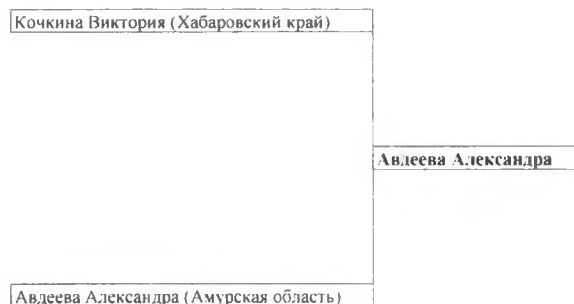 Кочкина Виктория (Хабаровский край)
Авдеева Александра
Авдеева Александра (Амурская область)